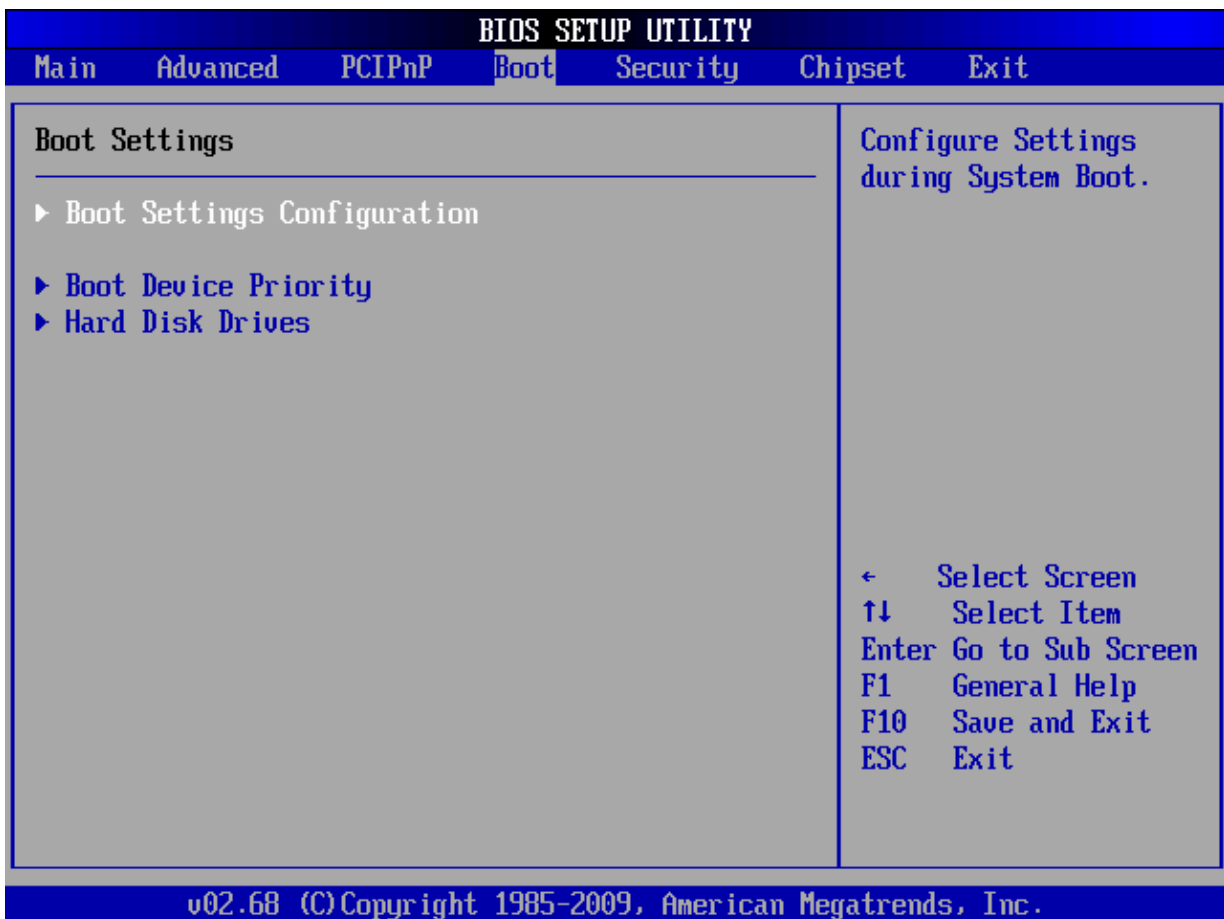 BIOS SETUP UTILITY
Main Advanced PCIPnP Boot Security Chipset Exit
Boot Settings
▶ Boot Settings Configuration
▶ Boot Device Priority
▶ Hard Disk Drives
Configure Settings
during System Boot.
← Select Screen
↑↓ Select Item
Enter Go to Sub Screen
F1 General Help
F10 Save and Exit
ESC Exit
v02.68 (C)Copyright 1985-2009, American Megatrends, Inc.